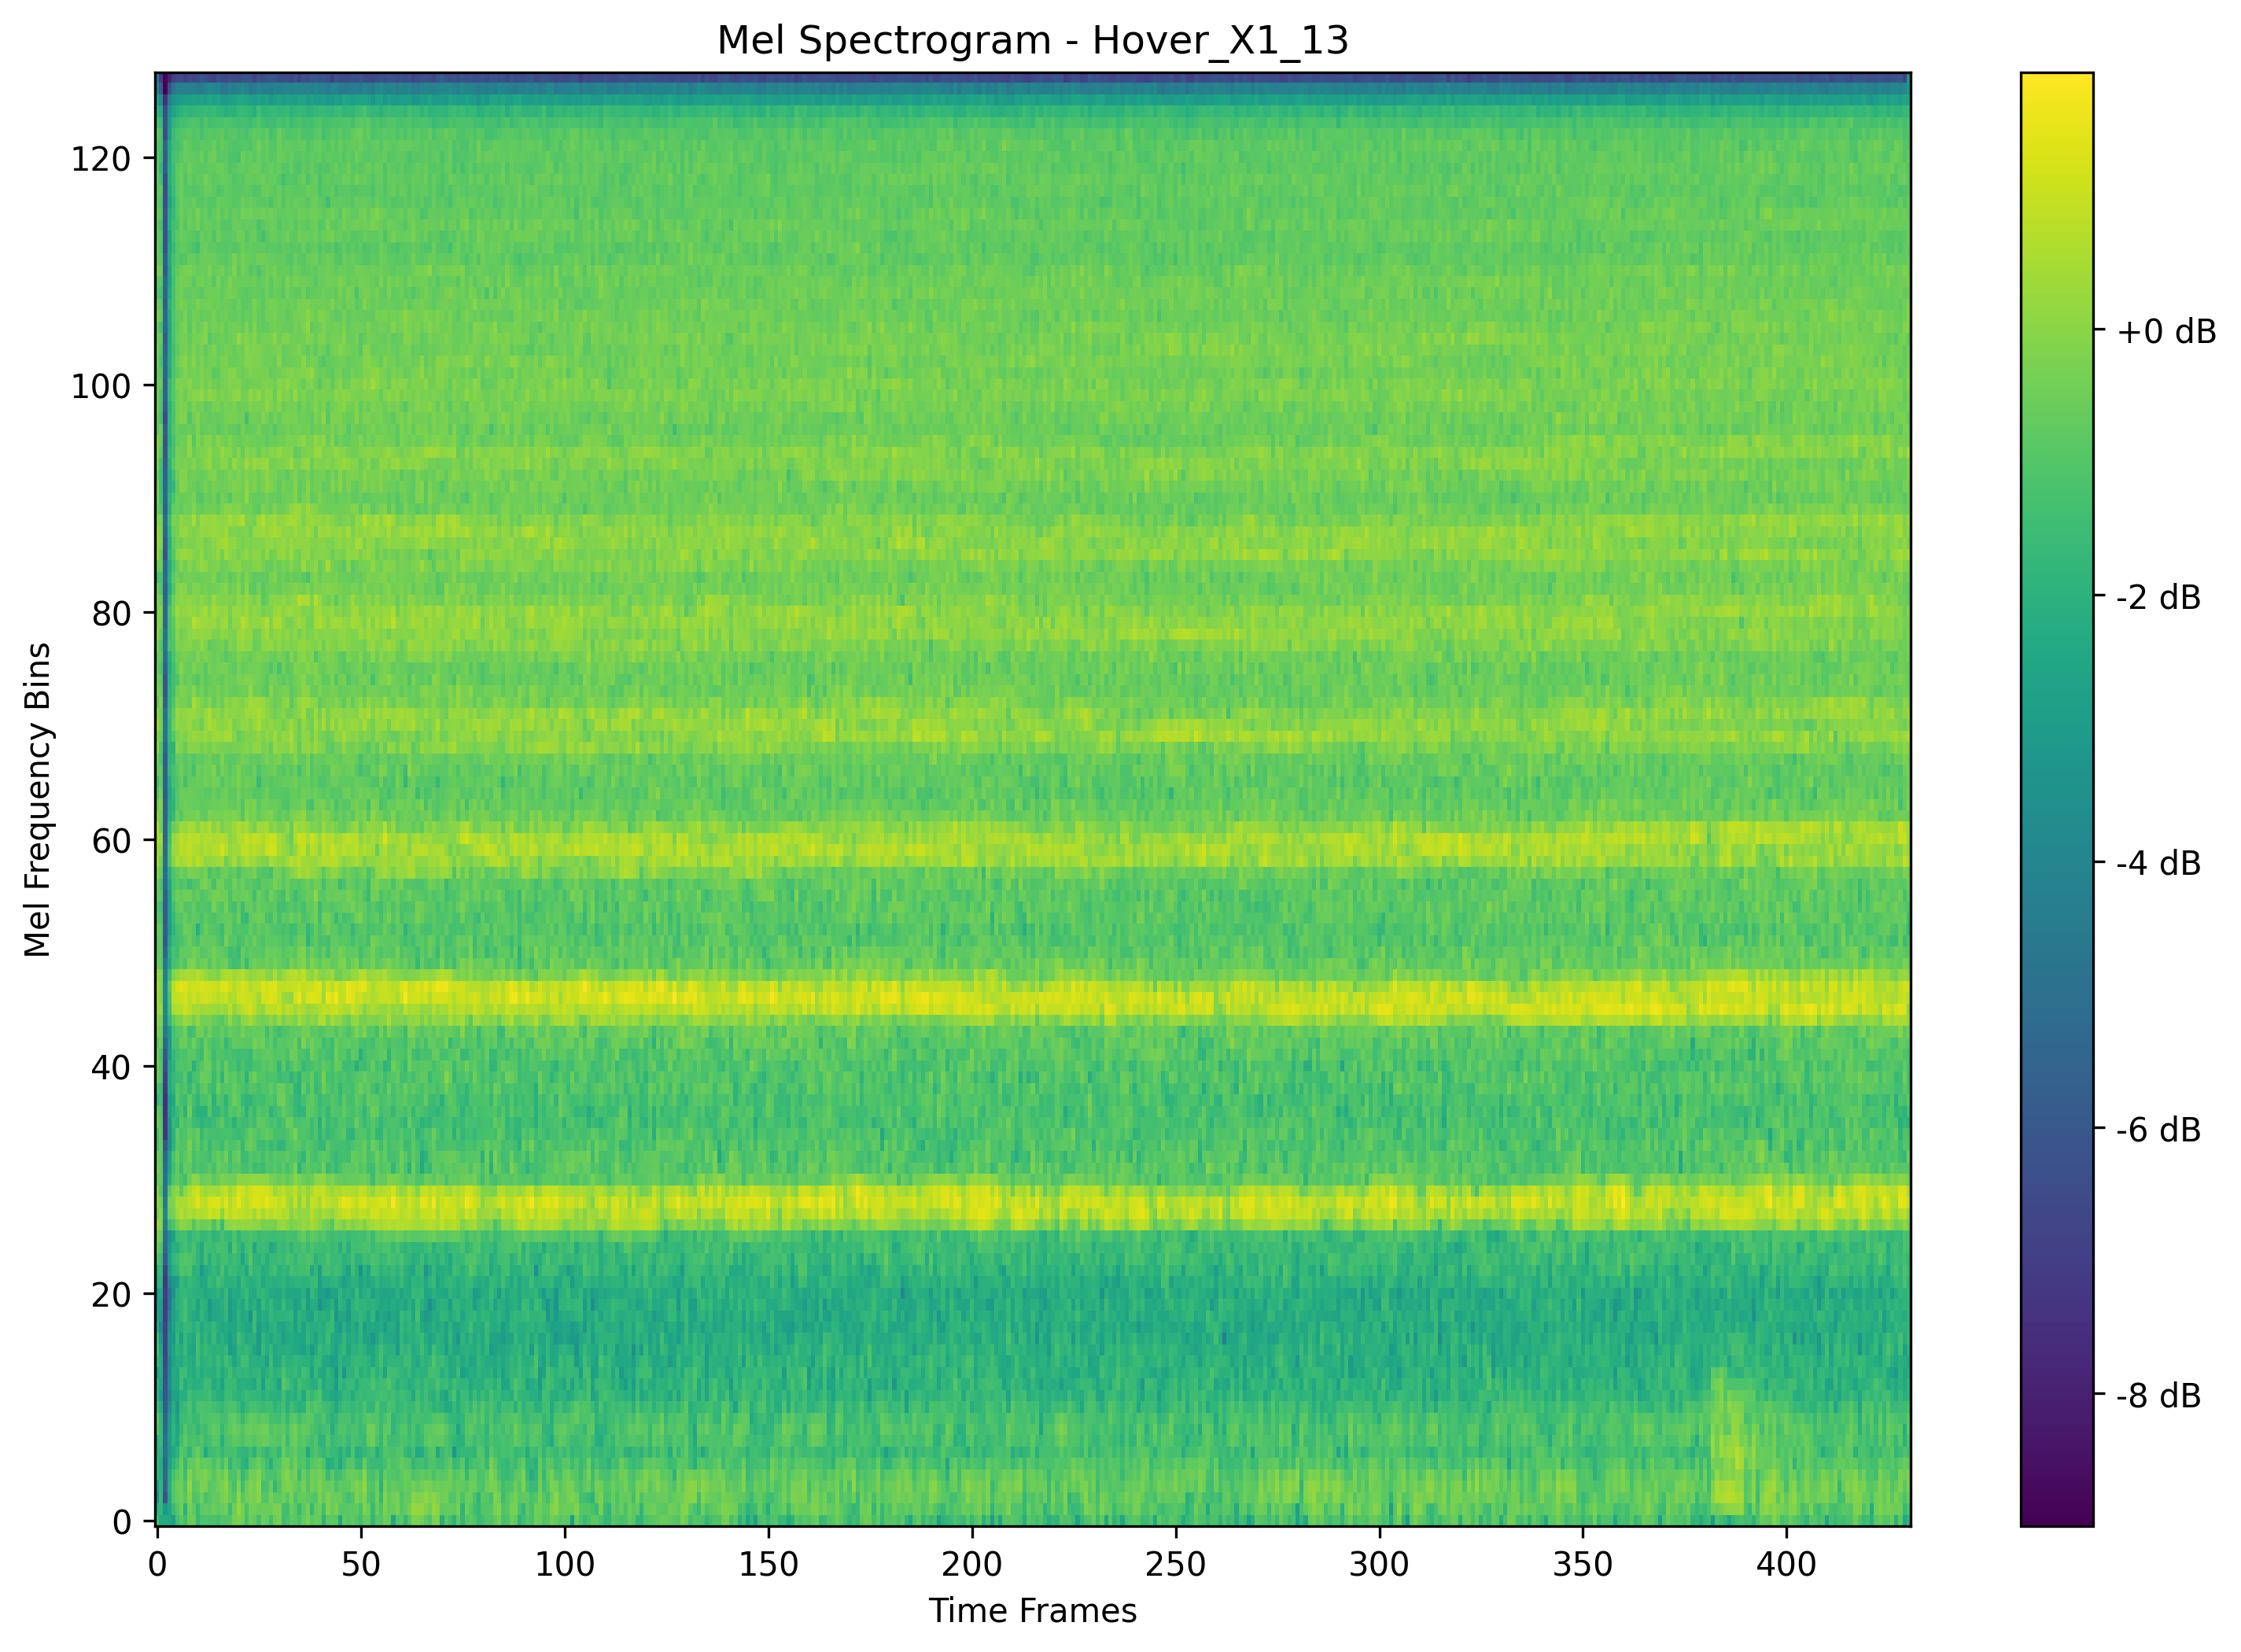 Mel Spectrogram - Hover_X1_13
Mel Frequency Bins
120
100
80
60
40
20
0
0 50 100 150 200 250 300 350 400
Time Frames
+0 dB
-2 dB
-4 dB
-6 dB
-8 dB